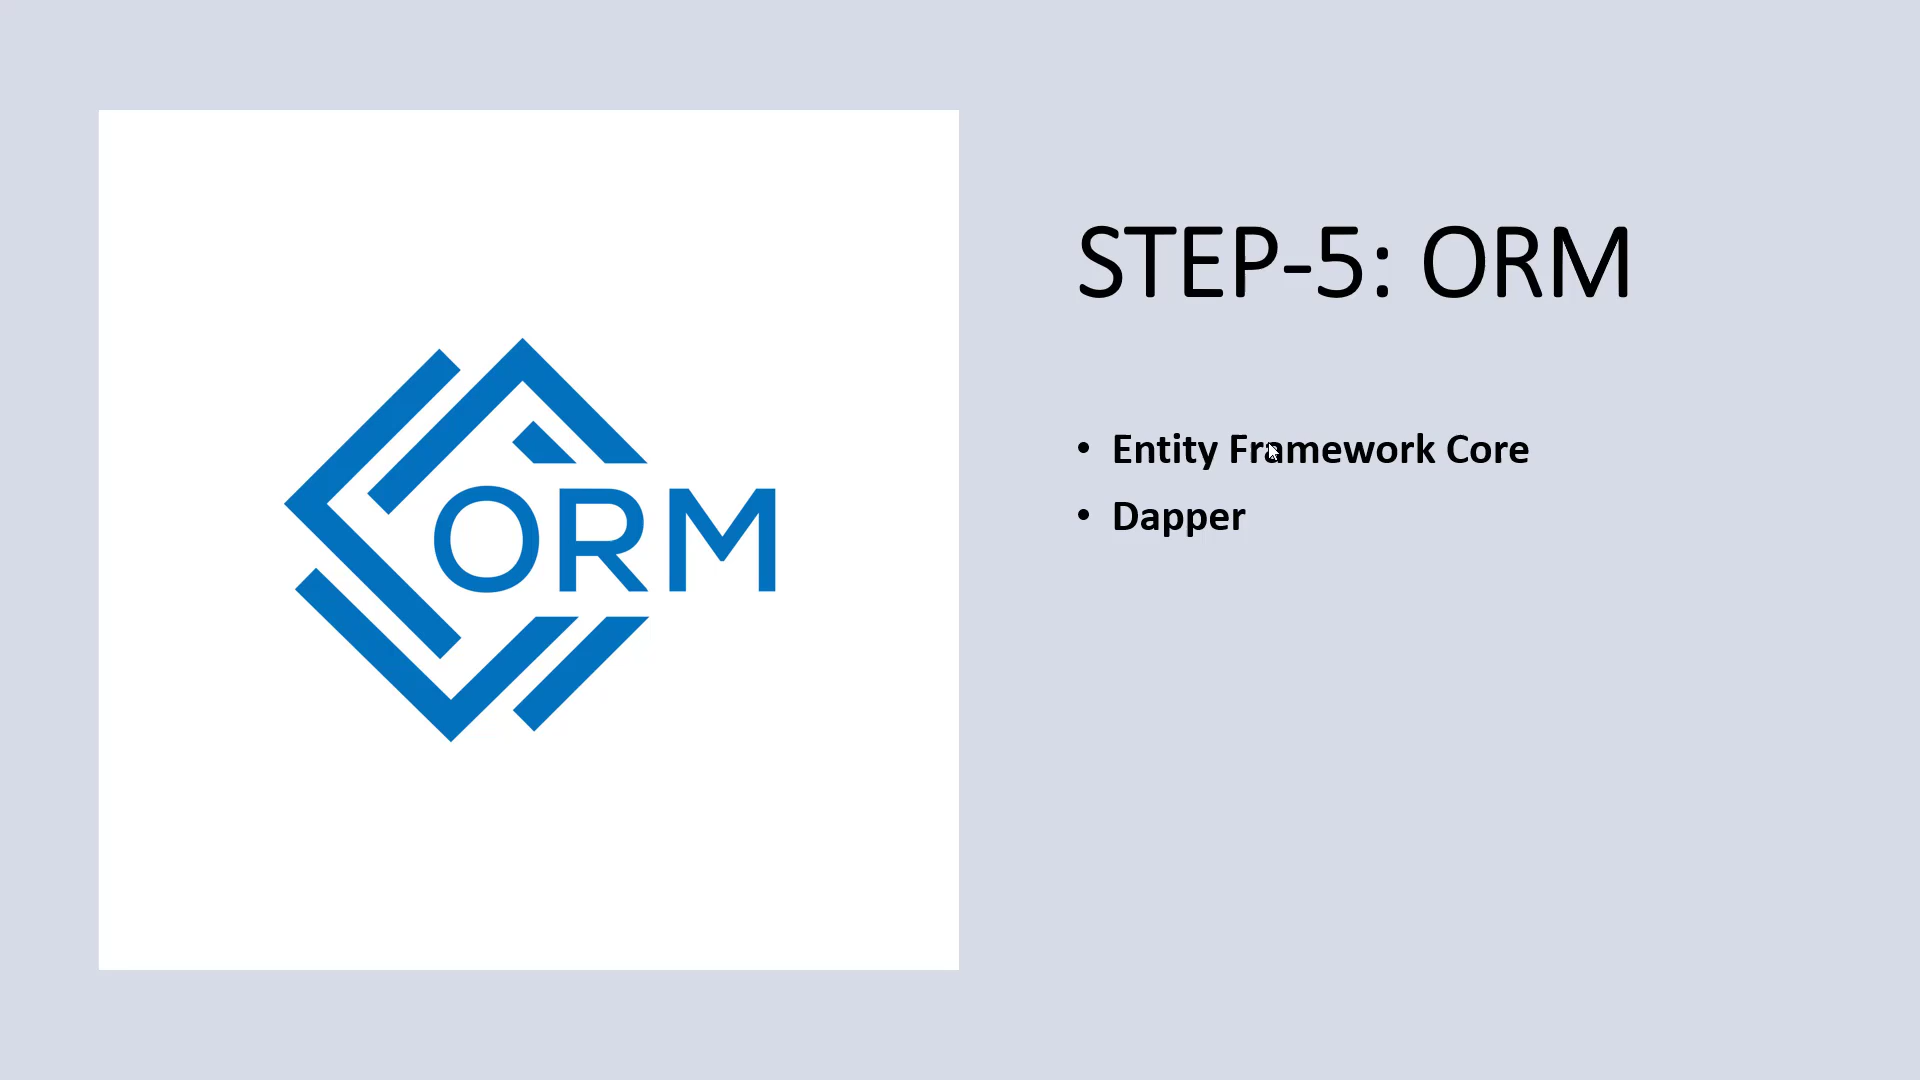 ORM
STEP-5: ORM
• Entity Framework Core
• Dapper